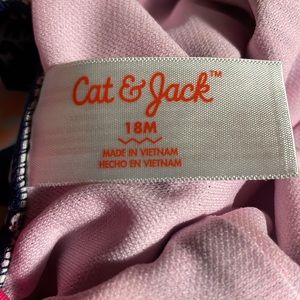 Cat & Jack™
18M
MADE IN VIETNAM
HECHO EN VIETNAM